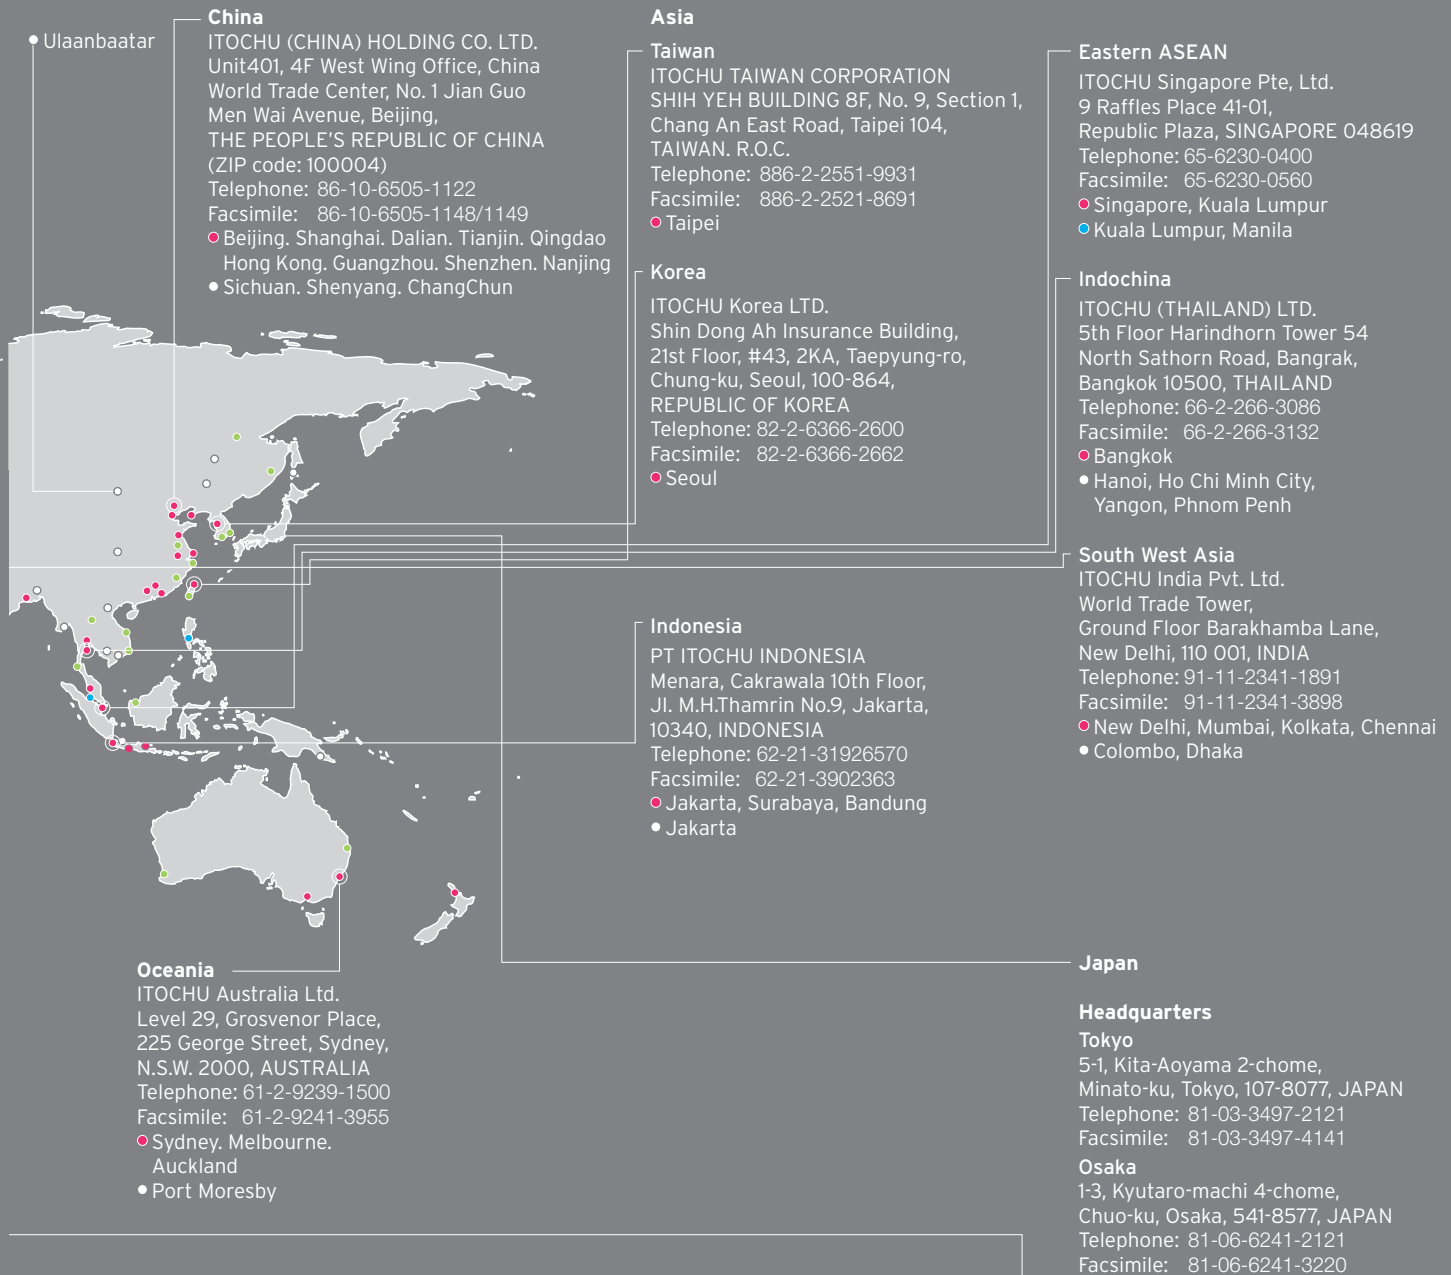 Ulaanbaatar
China
ITOCHU (CHINA) HOLDING CO. LTD.
Unit401, 4F West Wing Office, China
World Trade Center, No. 1 Jian Guo
Men Wai Avenue, Beijing,
THE PEOPLE'S REPUBLIC OF CHINA
(ZIP code: 100004)
Telephone: 86-10-6505-1122
Facsimile: 86-10-6505-1148/1149
Beijing. Shanghai. Dalian. Tianjin. Qingdao
Hong Kong. Guangzhou. Shenzhen. Nanjing
Sichuan. Shenyang. ChangChun
Asia
Taiwan
ITOCHU TAIWAN CORPORATION
SHIH YEH BUILDING 8F, No. 9, Section 1,
Chang An East Road, Taipei 104,
TAIWAN. R.O.C.
Telephone: 886-2-2551-9931
Facsimile: 886-2-2521-8691
Taipei
Korea
ITOCHU Korea LTD.
Shin Dong Ah Insurance Building,
21st Floor, #43, 2KA, Taepyung-ro,
Chung-ku, Seoul, 100-864,
REPUBLIC OF KOREA
Telephone: 82-2-6366-2600
Facsimile: 82-2-6366-2662
Seoul
Indonesia
PT ITOCHU INDONESIA
Menara, Cakrawala 10th Floor,
JI. M.H.Thamrin No.9, Jakarta,
10340, INDONESIA
Telephone: 62-21-31926570
Facsimile: 62-21-3902363
Jakarta, Surabaya, Bandung
Jakarta
Eastern ASEAN
ITOCHU Singapore Pte, Ltd.
9 Raffles Place 41-01,
Republic Plaza, SINGAPORE 048619
Telephone: 65-6230-0400
Facsimile: 65-6230-0560
Singapore, Kuala Lumpur
Kuala Lumpur, Manila
Indochina
ITOCHU (THAILAND) LTD.
5th Floor Harindhorn Tower 54
North Sathorn Road, Bangrak,
Bangkok 10500, THAILAND
Telephone: 66-2-266-3086
Facsimile: 66-2-266-3132
Bangkok
Hanoi, Ho Chi Minh City,
Yangon, Phnom Penh
South West Asia
ITOCHU India Pvt. Ltd.
World Trade Tower,
Ground Floor Barakhamba Lane,
New Delhi, 110 001, INDIA
Telephone: 91-11-2341-1891
Facsimile: 91-11-2341-3898
New Delhi, Mumbai, Kolkata, Chennai
Colombo, Dhaka
Oceania
ITOCHU Australia Ltd.
Level 29, Grosvenor Place,
225 George Street, Sydney,
N.S.W. 2000, AUSTRALIA
Telephone: 61-2-9239-1500
Facsimile: 61-2-9241-3955
Sydney. Melbourne.
Auckland
Port Moresby
Japan
Headquarters
Tokyo
5-1, Kita-Aoyama 2-chome,
Minato-ku, Tokyo, 107-8077, JAPAN
Telephone: 81-03-3497-2121
Facsimile: 81-03-3497-4141
Osaka
1-3, Kyutaro-machi 4-chome,
Chuo-ku, Osaka, 541-8577, JAPAN
Telephone: 81-06-6241-2121
Facsimile: 81-06-6241-3220